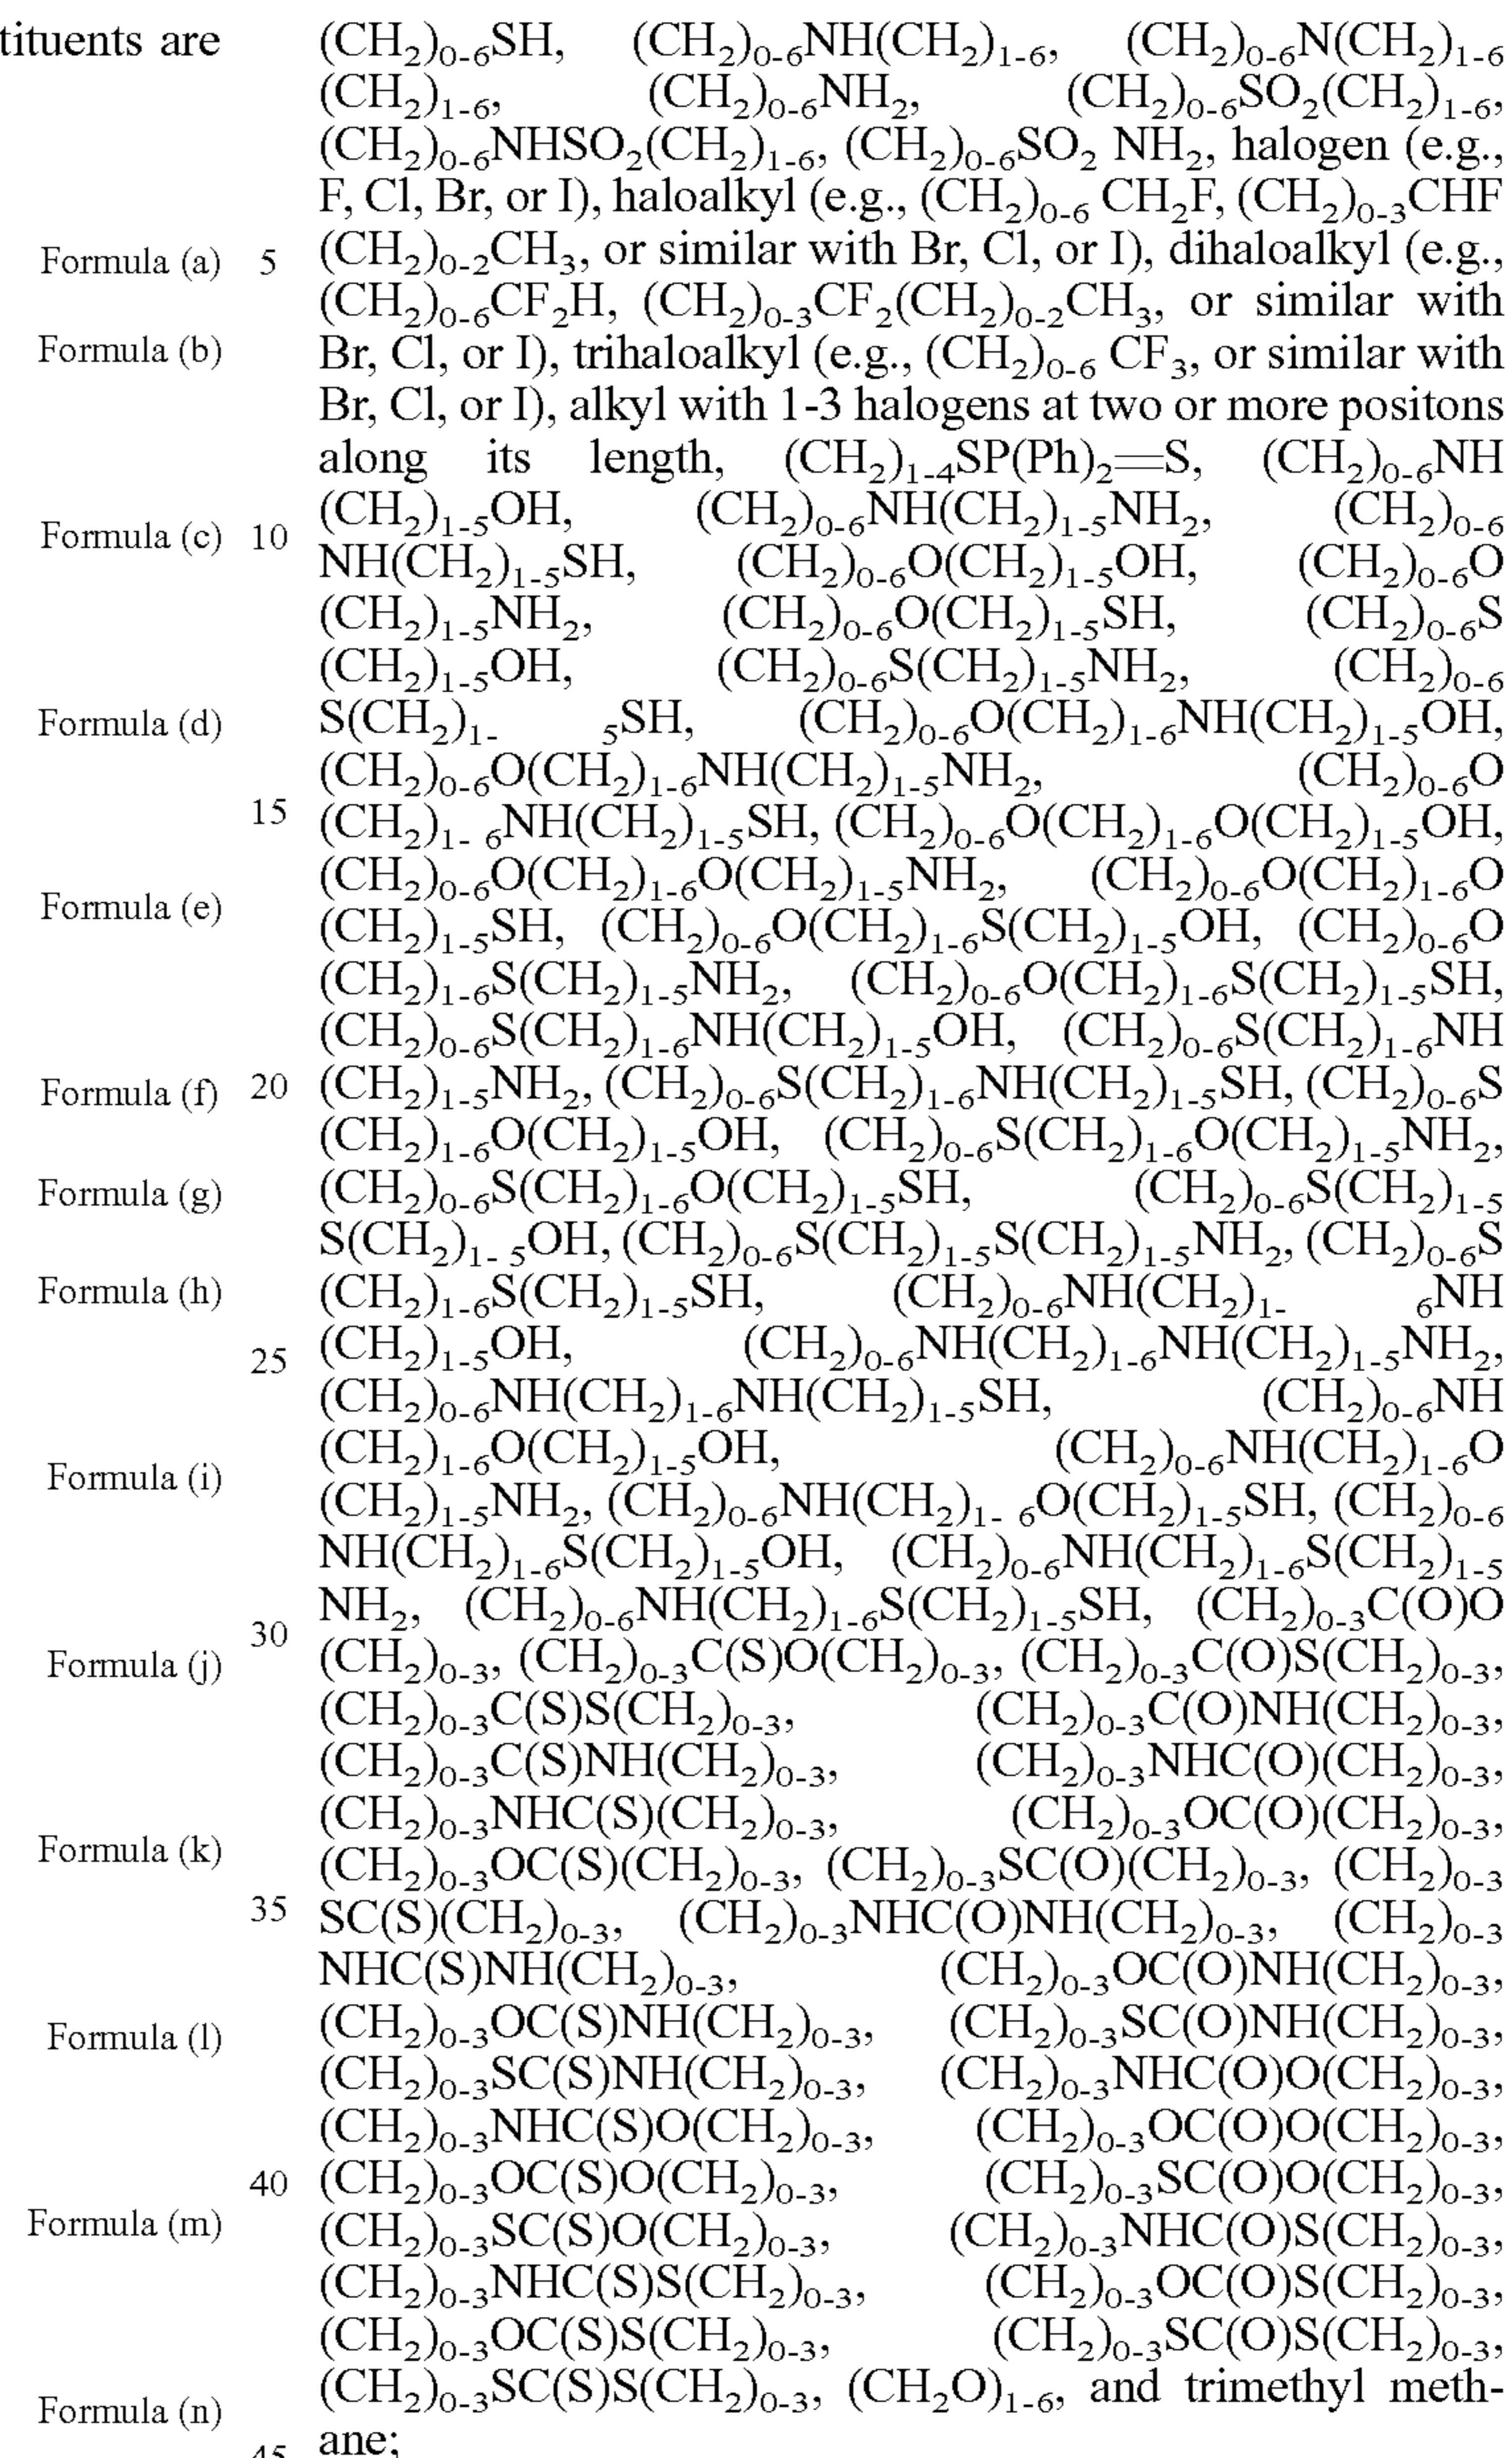 tituents are
Formula (a)
Formula (b)
Formula (c)
Formula (d)
Formula (e)
Formula (f)
Formula (g)
Formula (h)
Formula (i)
Formula (j)
Formula (k)
Formula (l)
Formula (m)
Formula (n)
5
10
15
20
25
30
35
40
45
(CH₂)₀₋₆SH, (CH₂)₀₋₆NH(CH₂)₁₋₆, (CH₂)₀₋₆N(CH₂)₁₋₆
(CH₂)₁₋₆, (CH₂)₀₋₆NH₂, (CH₂)₀₋₆SO₂(CH₂)₁₋₆,
(CH₂)₀₋₆NHSO₂(CH₂)₁₋₆, (CH₂)₀₋₆SO₂ NH₂, halogen (e.g.,
F, Cl, Br, or I), haloalkyl (e.g., (CH₂)₀₋₆ CH₂F, (CH₂)₀₋₃CHF
(CH₂)₀₋₂CH₃, or similar with Br, Cl, or I), dihaloalkyl (e.g.,
(CH₂)₀₋₆CF₂H, (CH₂)₀₋₃CF₂(CH₂)₀₋₂CH₃, or similar with
Br, Cl, or I), trihaloalkyl (e.g., (CH₂)₀₋₆ CF₃, or similar with
Br, Cl, or I), alkyl with 1-3 halogens at two or more positons
along its length, (CH₂)₁₋₄SP(Ph)₂=S, (CH₂)₀₋₆NH
(CH₂)₁₋₅OH, (CH₂)₀₋₆NH(CH₂)₁₋₅NH₂, (CH₂)₀₋₆
NH(CH₂)₁₋₅SH, (CH₂)₀₋₆O(CH₂)₁₋₅OH, (CH₂)₀₋₆O
(CH₂)₁₋₅NH₂, (CH₂)₀₋₆O(CH₂)₁₋₅SH, (CH₂)₀₋₆S
(CH₂)₁₋₅OH, (CH₂)₀₋₆S(CH₂)₁₋₅NH₂, (CH₂)₀₋₆
S(CH₂)₁₋ ₅SH, (CH₂)₀₋₆O(CH₂)₁₋₆NH(CH₂)₁₋₅OH,
(CH₂)₀₋₆O(CH₂)₁₋₆NH(CH₂)₁₋₅NH₂, (CH₂)₀₋₆O
(CH₂)₁₋ ₆NH(CH₂)₁₋₅SH, (CH₂)₀₋₆O(CH₂)₁₋₆O(CH₂)₁₋₅OH,
(CH₂)₀₋₆O(CH₂)₁₋₆O(CH₂)₁₋₅NH₂, (CH₂)₀₋₆O(CH₂)₁₋₆O
(CH₂)₁₋₅SH, (CH₂)₀₋₆O(CH₂)₁₋₆S(CH₂)₁₋₅OH, (CH₂)₀₋₆O
(CH₂)₁₋₆S(CH₂)₁₋₅NH₂, (CH₂)₀₋₆O(CH₂)₁₋₆S(CH₂)₁₋₅SH,
(CH₂)₀₋₆S(CH₂)₁₋₆NH(CH₂)₁₋₅OH, (CH₂)₀₋₆S(CH₂)₁₋₆NH
(CH₂)₁₋₅NH₂, (CH₂)₀₋₆S(CH₂)₁₋₆NH(CH₂)₁₋₅SH, (CH₂)₀₋₆S
(CH₂)₁₋₆O(CH₂)₁₋₅OH, (CH₂)₀₋₆S(CH₂)₁₋₆O(CH₂)₁₋₅NH₂,
(CH₂)₀₋₆S(CH₂)₁₋₆O(CH₂)₁₋₅SH, (CH₂)₀₋₆S(CH₂)₁₋₅
S(CH₂)₁₋ ₅OH, (CH₂)₀₋₆S(CH₂)₁₋₅S(CH₂)₁₋₅NH₂, (CH₂)₀₋₆S
(CH₂)₁₋₆S(CH₂)₁₋₅SH, (CH₂)₀₋₆NH(CH₂)₁₋ ₆NH
(CH₂)₁₋₅OH, (CH₂)₀₋₆NH(CH₂)₁₋₆NH(CH₂)₁₋₅NH₂,
(CH₂)₀₋₆NH(CH₂)₁₋₆NH(CH₂)₁₋₅SH, (CH₂)₀₋₆NH
(CH₂)₁₋₆O(CH₂)₁₋₅OH, (CH₂)₀₋₆NH(CH₂)₁₋₆O
(CH₂)₁₋₅NH₂, (CH₂)₀₋₆NH(CH₂)₁₋ ₆O(CH₂)₁₋₅SH, (CH₂)₀₋₆
NH(CH₂)₁₋₆S(CH₂)₁₋₅OH, (CH₂)₀₋₆NH(CH₂)₁₋₆S(CH₂)₁₋₅
NH₂, (CH₂)₀₋₆NH(CH₂)₁₋₆S(CH₂)₁₋₅SH, (CH₂)₀₋₃C(O)O
(CH₂)₀₋₃, (CH₂)₀₋₃C(S)O(CH₂)₀₋₃, (CH₂)₀₋₃C(O)S(CH₂)₀₋₃,
(CH₂)₀₋₃C(S)S(CH₂)₀₋₃, (CH₂)₀₋₃C(O)NH(CH₂)₀₋₃,
(CH₂)₀₋₃C(S)NH(CH₂)₀₋₃, (CH₂)₀₋₃NHC(O)(CH₂)₀₋₃,
(CH₂)₀₋₃NHC(S)(CH₂)₀₋₃, (CH₂)₀₋₃OC(O)(CH₂)₀₋₃,
(CH₂)₀₋₃OC(S)(CH₂)₀₋₃, (CH₂)₀₋₃SC(O)(CH₂)₀₋₃, (CH₂)₀₋₃
SC(S)(CH₂)₀₋₃, (CH₂)₀₋₃NHC(O)NH(CH₂)₀₋₃, (CH₂)₀₋₃
NHC(S)NH(CH₂)₀₋₃, (CH₂)₀₋₃OC(O)NH(CH₂)₀₋₃,
(CH₂)₀₋₃OC(S)NH(CH₂)₀₋₃, (CH₂)₀₋₃SC(O)NH(CH₂)₀₋₃,
(CH₂)₀₋₃SC(S)NH(CH₂)₀₋₃, (CH₂)₀₋₃NHC(O)O(CH₂)₀₋₃,
(CH₂)₀₋₃NHC(S)O(CH₂)₀₋₃, (CH₂)₀₋₃OC(O)O(CH₂)₀₋₃,
(CH₂)₀₋₃OC(S)O(CH₂)₀₋₃, (CH₂)₀₋₃SC(O)O(CH₂)₀₋₃,
(CH₂)₀₋₃SC(S)O(CH₂)₀₋₃, (CH₂)₀₋₃NHC(O)S(CH₂)₀₋₃,
(CH₂)₀₋₃NHC(S)S(CH₂)₀₋₃, (CH₂)₀₋₃OC(O)S(CH₂)₀₋₃,
(CH₂)₀₋₃OC(S)S(CH₂)₀₋₃, (CH₂)₀₋₃SC(O)S(CH₂)₀₋₃,
(CH₂)₀₋₃SC(S)S(CH₂)₀₋₃, (CH₂O)₁₋₆, and trimethyl meth-
ane;